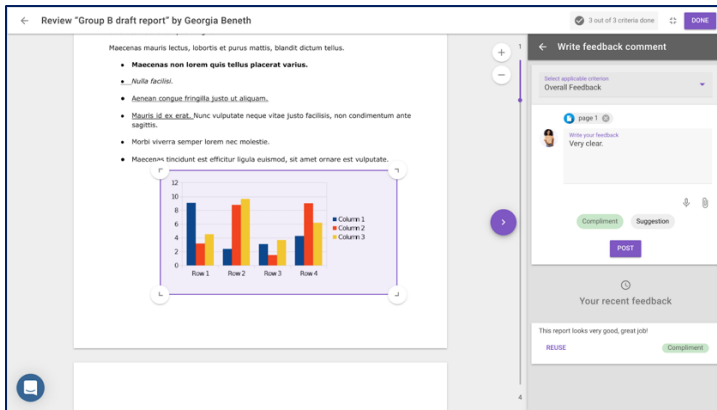 Review "Group B draft report" by Georgia Beneth
3 out of 3 criteria done
DONE
Maecenas mauris lectus, lobortis et purus mattis, blandit dictum tellus.
Maecenas non lorem quis tellus placerat varius.
Nulla facilisi.
Aenean congue fringilla justo ut aliquam.
Mauris id ex erat. Nunc vulputate neque vitae justo facilisis, non condimentum ante
sagittis.
Morbi viverra semper lorem nec molestie.
Maecenas tincidunt est efficitur ligula euismod, sit amet ornare est vulputate.
12
10
8
6
4
2
0
Row 1 Row 2 Row 3 Row 4
Column 1
Column 2
Column 3
1
4
Write feedback comment
Select applicable criterion
Overall Feedback
page 1
Write your feedback
Very clear.
Compliment
Suggestion
POST
Your recent feedback
This report looks very good, great job!
REUSE
Compliment